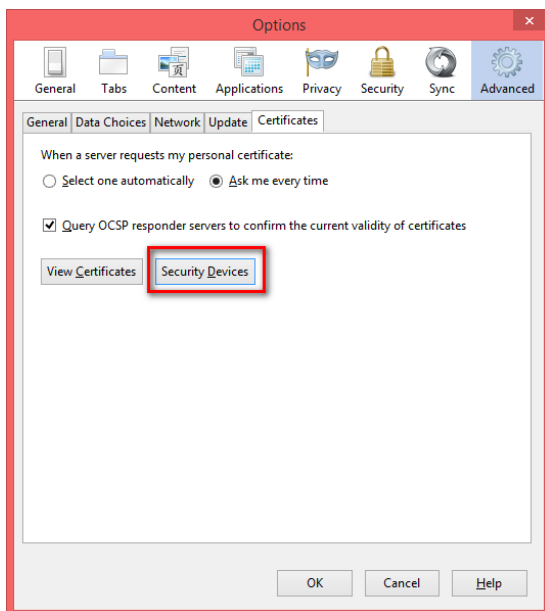 Options
General Tabs Content Applications Privacy Security Sync Advanced
General Data Choices Network Update Certificates
When a server requests my personal certificate:
Select one automatically Ask me every time
Query OCSP responder servers to confirm the current validity of certificates
View Certificates Security Devices
OK Cancel Help